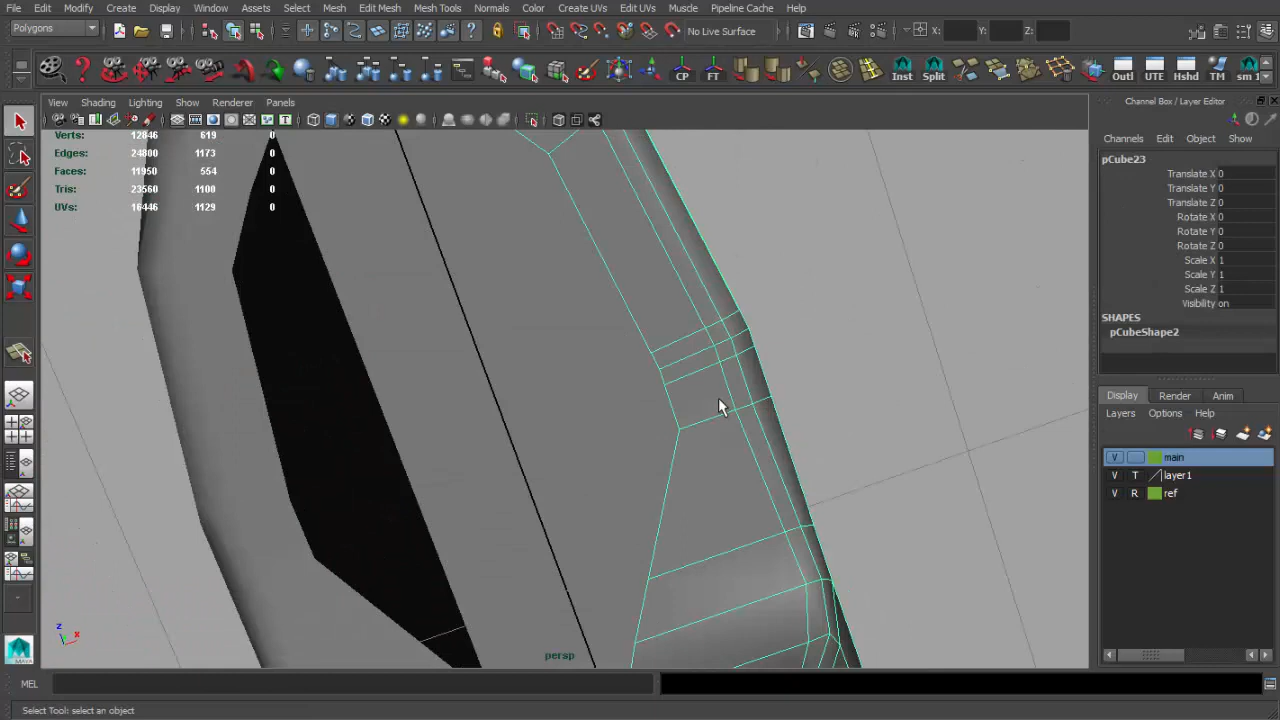 File Edit Modify Create Display Window Assets Select Mesh Edit Mesh Mesh Tools Normals Color Create UVs Edit UVs Muscle Pipeline Cache Help
Polygons No Live Surface X: Y: Z:
CP FT Inst Split Outl UTE Hshd TM sm 1
View Shading Lighting Show Renderer Panels
Channel Box / Layer Editor
Verts: 12846 619 0
Edges: 24800 1173 0
Faces: 11950 554 0
Tris: 23560 1100 0
UVs: 16446 1129 0
Channels Edit Object Show
pCube23
Translate X 0
Translate Y 0
Translate Z 0
Rotate X 0
Rotate Y 0
Rotate Z 0
Scale X 1
Scale Y 1
Scale Z 1
Visibility on
SHAPES
pCubeShape2
Display Render Anim
Layers Options Help
V main
V T layer1
V R ref
z
x
persp
MAYA
MEL
Select Tool: select an object